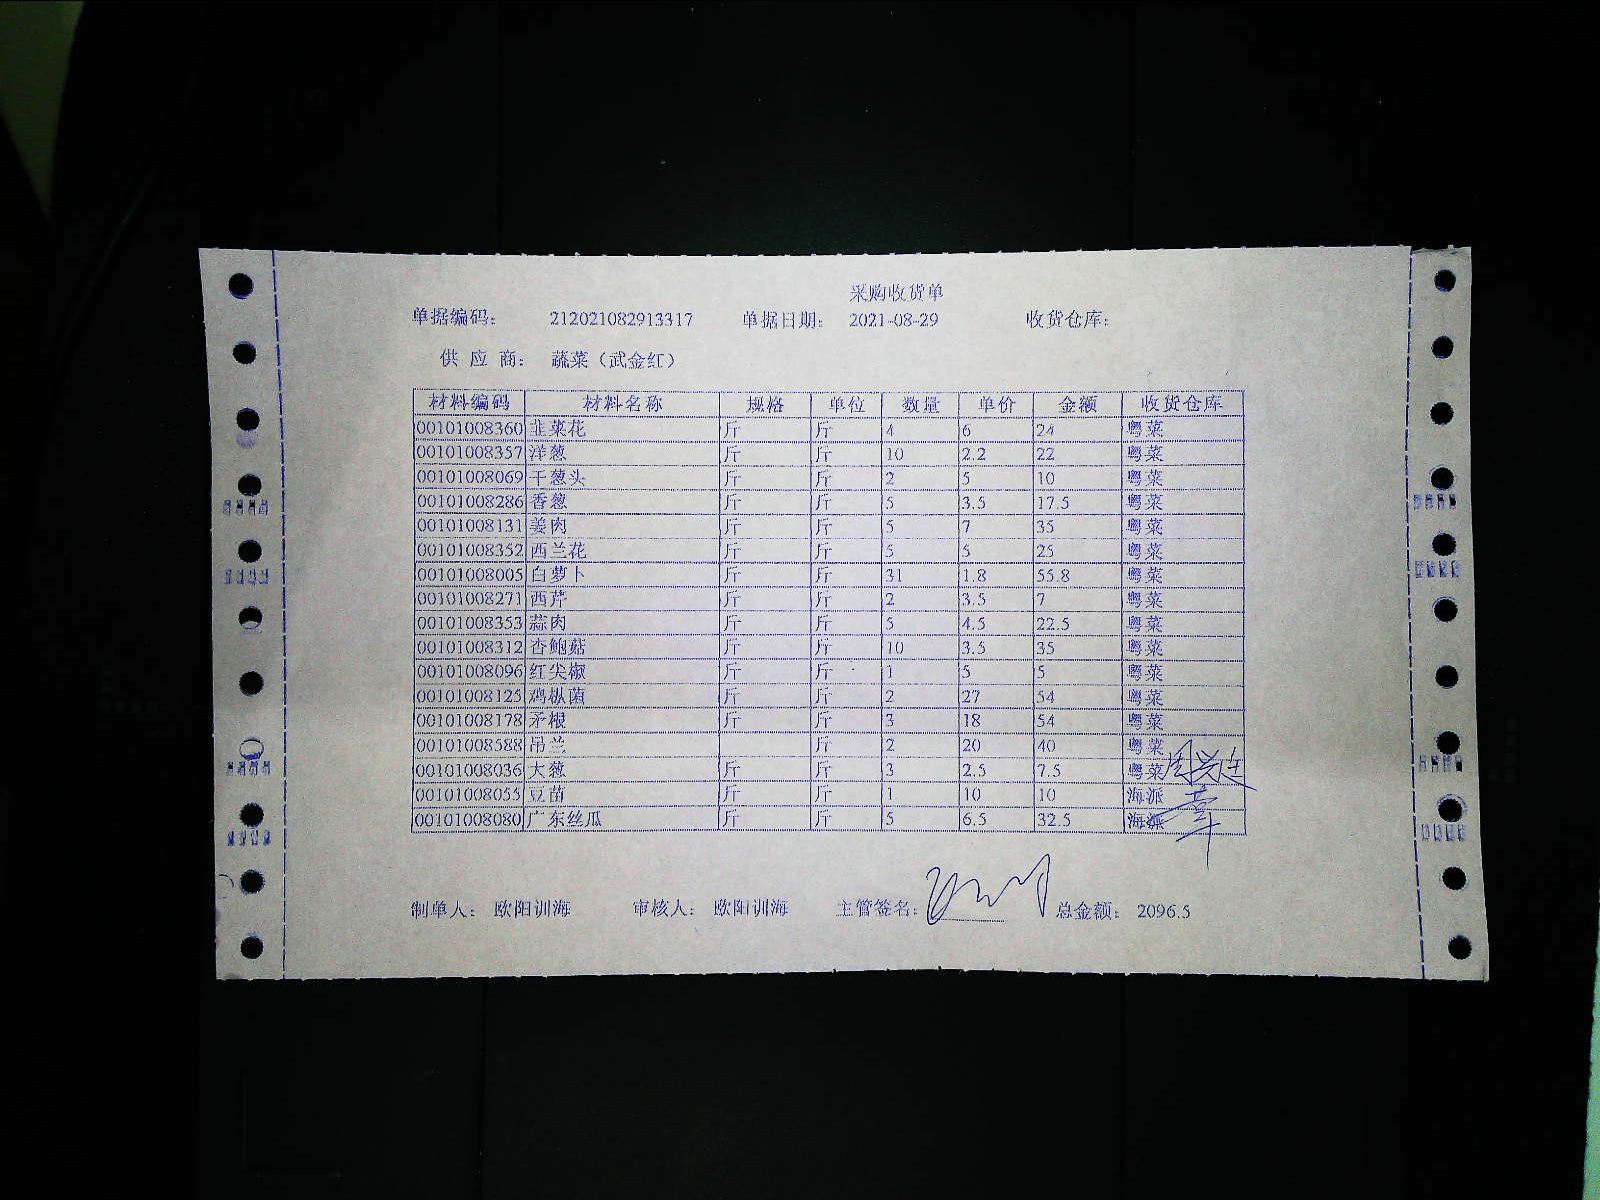 采购收货单
单据编码: 212021082913317 单据日期: 2021-08-29 收货仓库:
供 应 商: 蔬菜（武金红）
材料编码 材料名称 规格 单位 数量 单价 金额 收货仓库
00101008360 韭菜花 斤 斤 4 6 24 粤菜
00101008357 洋葱 斤 斤 10 2.2 22 粤菜
00101008069 干葱头 斤 斤 2 5 10 粤菜
00101008286 香葱 斤 斤 5 3.5 17.5 粤菜
00101008131 姜肉 斤 斤 5 7 35 粤菜
00101008352 西兰花 斤 斤 5 5 25 粤菜
00101008005 白萝卜 斤 斤 31 1.8 55.8 粤菜
00101008271 西芹 斤 斤 2 3.5 7 粤菜
00101008353 蒜肉 斤 斤 5 4.5 22.5 粤菜
00101008312 杏鲍菇 斤 斤 10 3.5 35 粤菜
00101008096 红尖椒 斤 斤 1 5 5 粤菜
00101008125 鸡枞菌 斤 斤 2 27 54 粤菜
00101008178 矛根 斤 斤 3 18 54 粤菜
00101008588 吊兰 斤 2 20 40 粤菜
00101008036 大葱 斤 斤 3 2.5 7.5 粤菜
00101008055 豆苗 斤 斤 1 10 10 海派
00101008080 广东丝瓜 斤 斤 5 6.5 32.5 海派
制单人: 欧阳训海 审核人: 欧阳训海 主管签名: 总金额: 2096.5